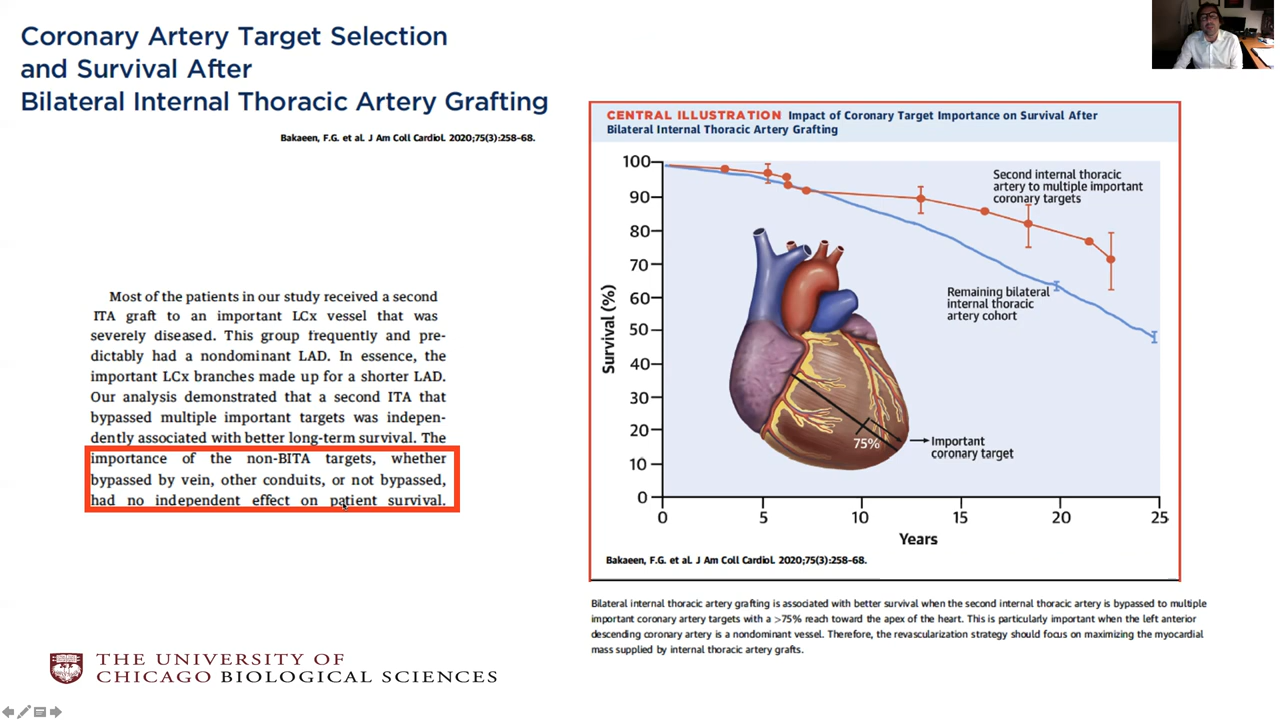 Coronary Artery Target Selection
and Survival After
Bilateral Internal Thoracic Artery Grafting
Bakaeen, F.G. et al. J Am Coll Cardiol. 2020;75(3):258-68.
Most of the patients in our study received a second
ITA graft to an important LCx vessel that was
severely diseased. This group frequently and pre-
dictably had a nondominant LAD. In essence, the
important LCx branches made up for a shorter LAD.
Our analysis demonstrated that a second ITA that
bypassed multiple important targets was indepen-
dently associated with better long-term survival. The
importance of the non-BITA targets, whether
bypassed by vein, other conduits, or not bypassed,
had no independent effect on patient survival.
THE UNIVERSITY OF
CHICAGO BIOLOGICAL SCIENCES
CENTRAL ILLUSTRATION Impact of Coronary Target Importance on Survival After
Bilateral Internal Thoracic Artery Grafting
Survival (%)
100
90
80
70
60
50
40
30
20
10
0
Second internal thoracic
artery to multiple important
coronary targets
Remaining bilateral
internal thoracic
artery cohort
75%
Important
coronary target
0 5 10 15 20 25
Years
Bakaeen, F.G. et al. J Am Coll Cardiol. 2020;75(3):258-68.
Bilateral internal thoracic artery grafting is associated with better survival when the second internal thoracic artery is bypassed to multiple
important coronary artery targets with a >75% reach toward the apex of the heart. This is particularly important when the left anterior
descending coronary artery is a nondominant vessel. Therefore, the revascularization strategy should focus on maximizing the myocardial
mass supplied by internal thoracic artery grafts.